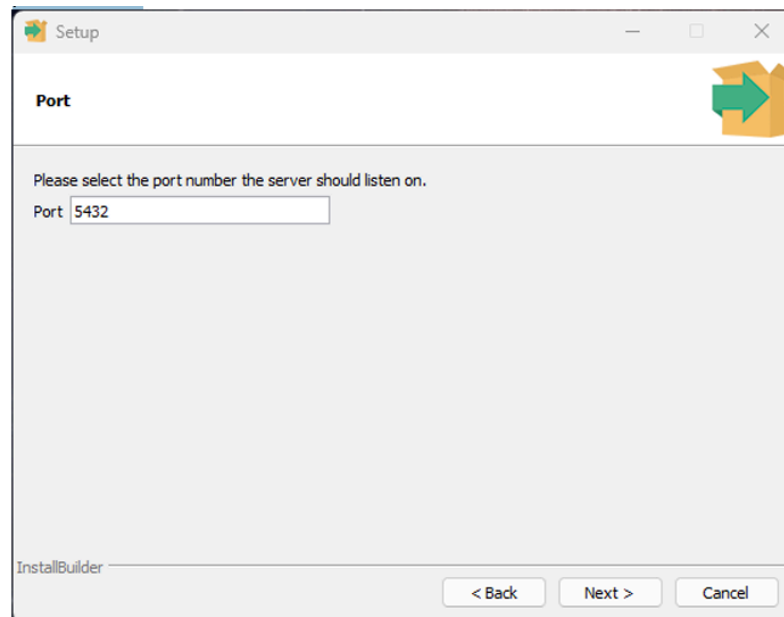 Setup
Port
Please select the port number the server should listen on.
Port 5432
InstallBuilder
< Back Next > Cancel